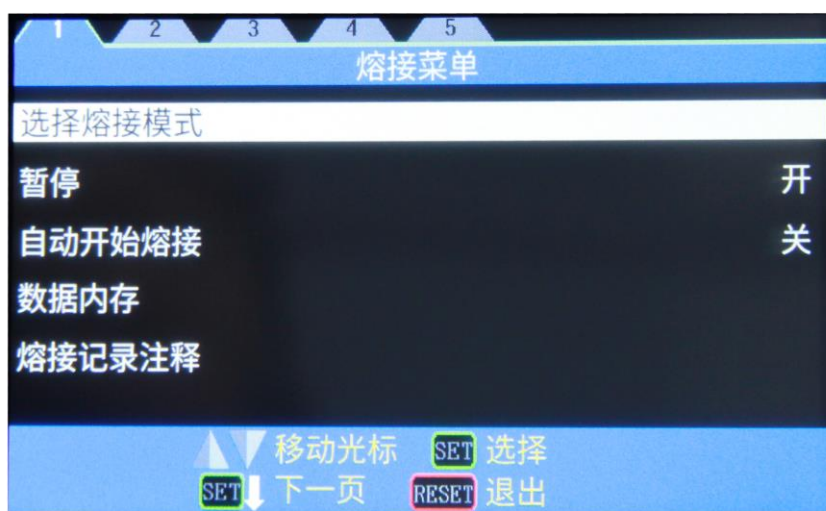 1 2 3 4 5
熔接菜单
选择熔接模式
暂停 开
自动开始熔接 关
数据内存
熔接记录注释
移动光标 SET 选择
SET 下一页 RESET 退出